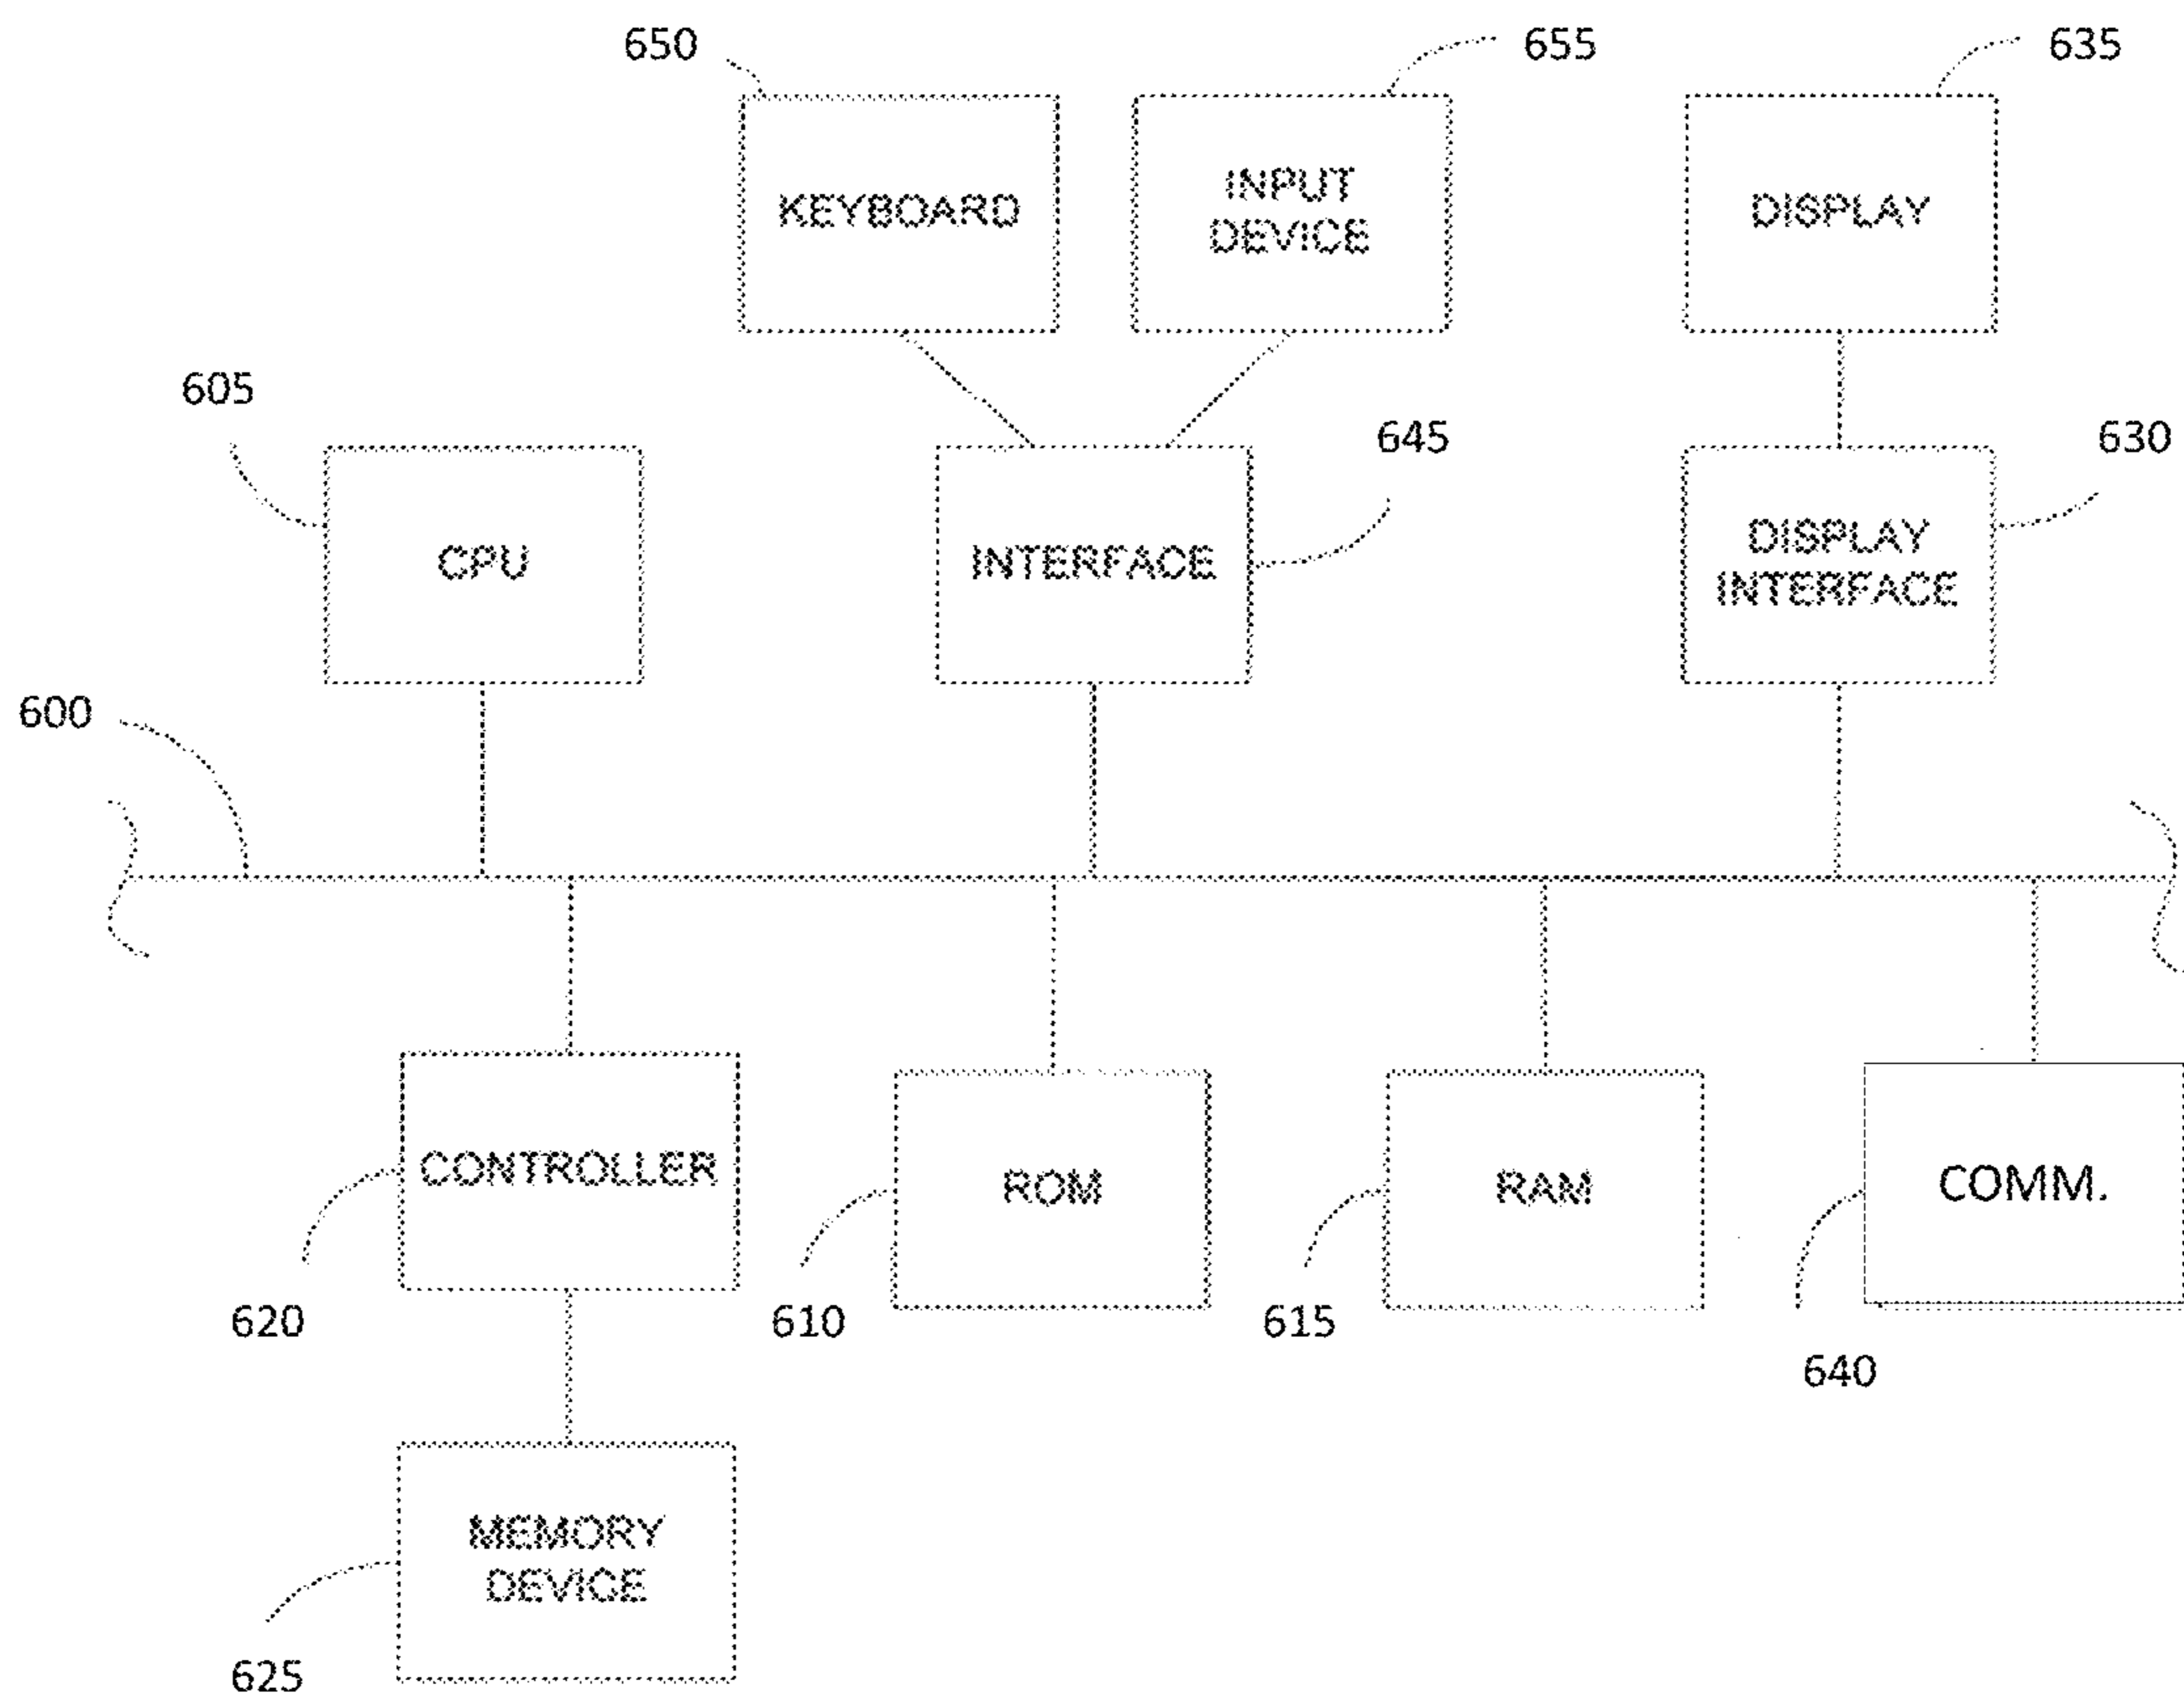 650
655
635
KEYBOARD
INPUT
DEVICE
DISPLAY
605
645
630
CPU
INTERFACE
DISPLAY
INTERFACE
600
CONTROLLER
ROM
RAM
COMM.
620
610
615
640
MEMORY
DEVICE
625